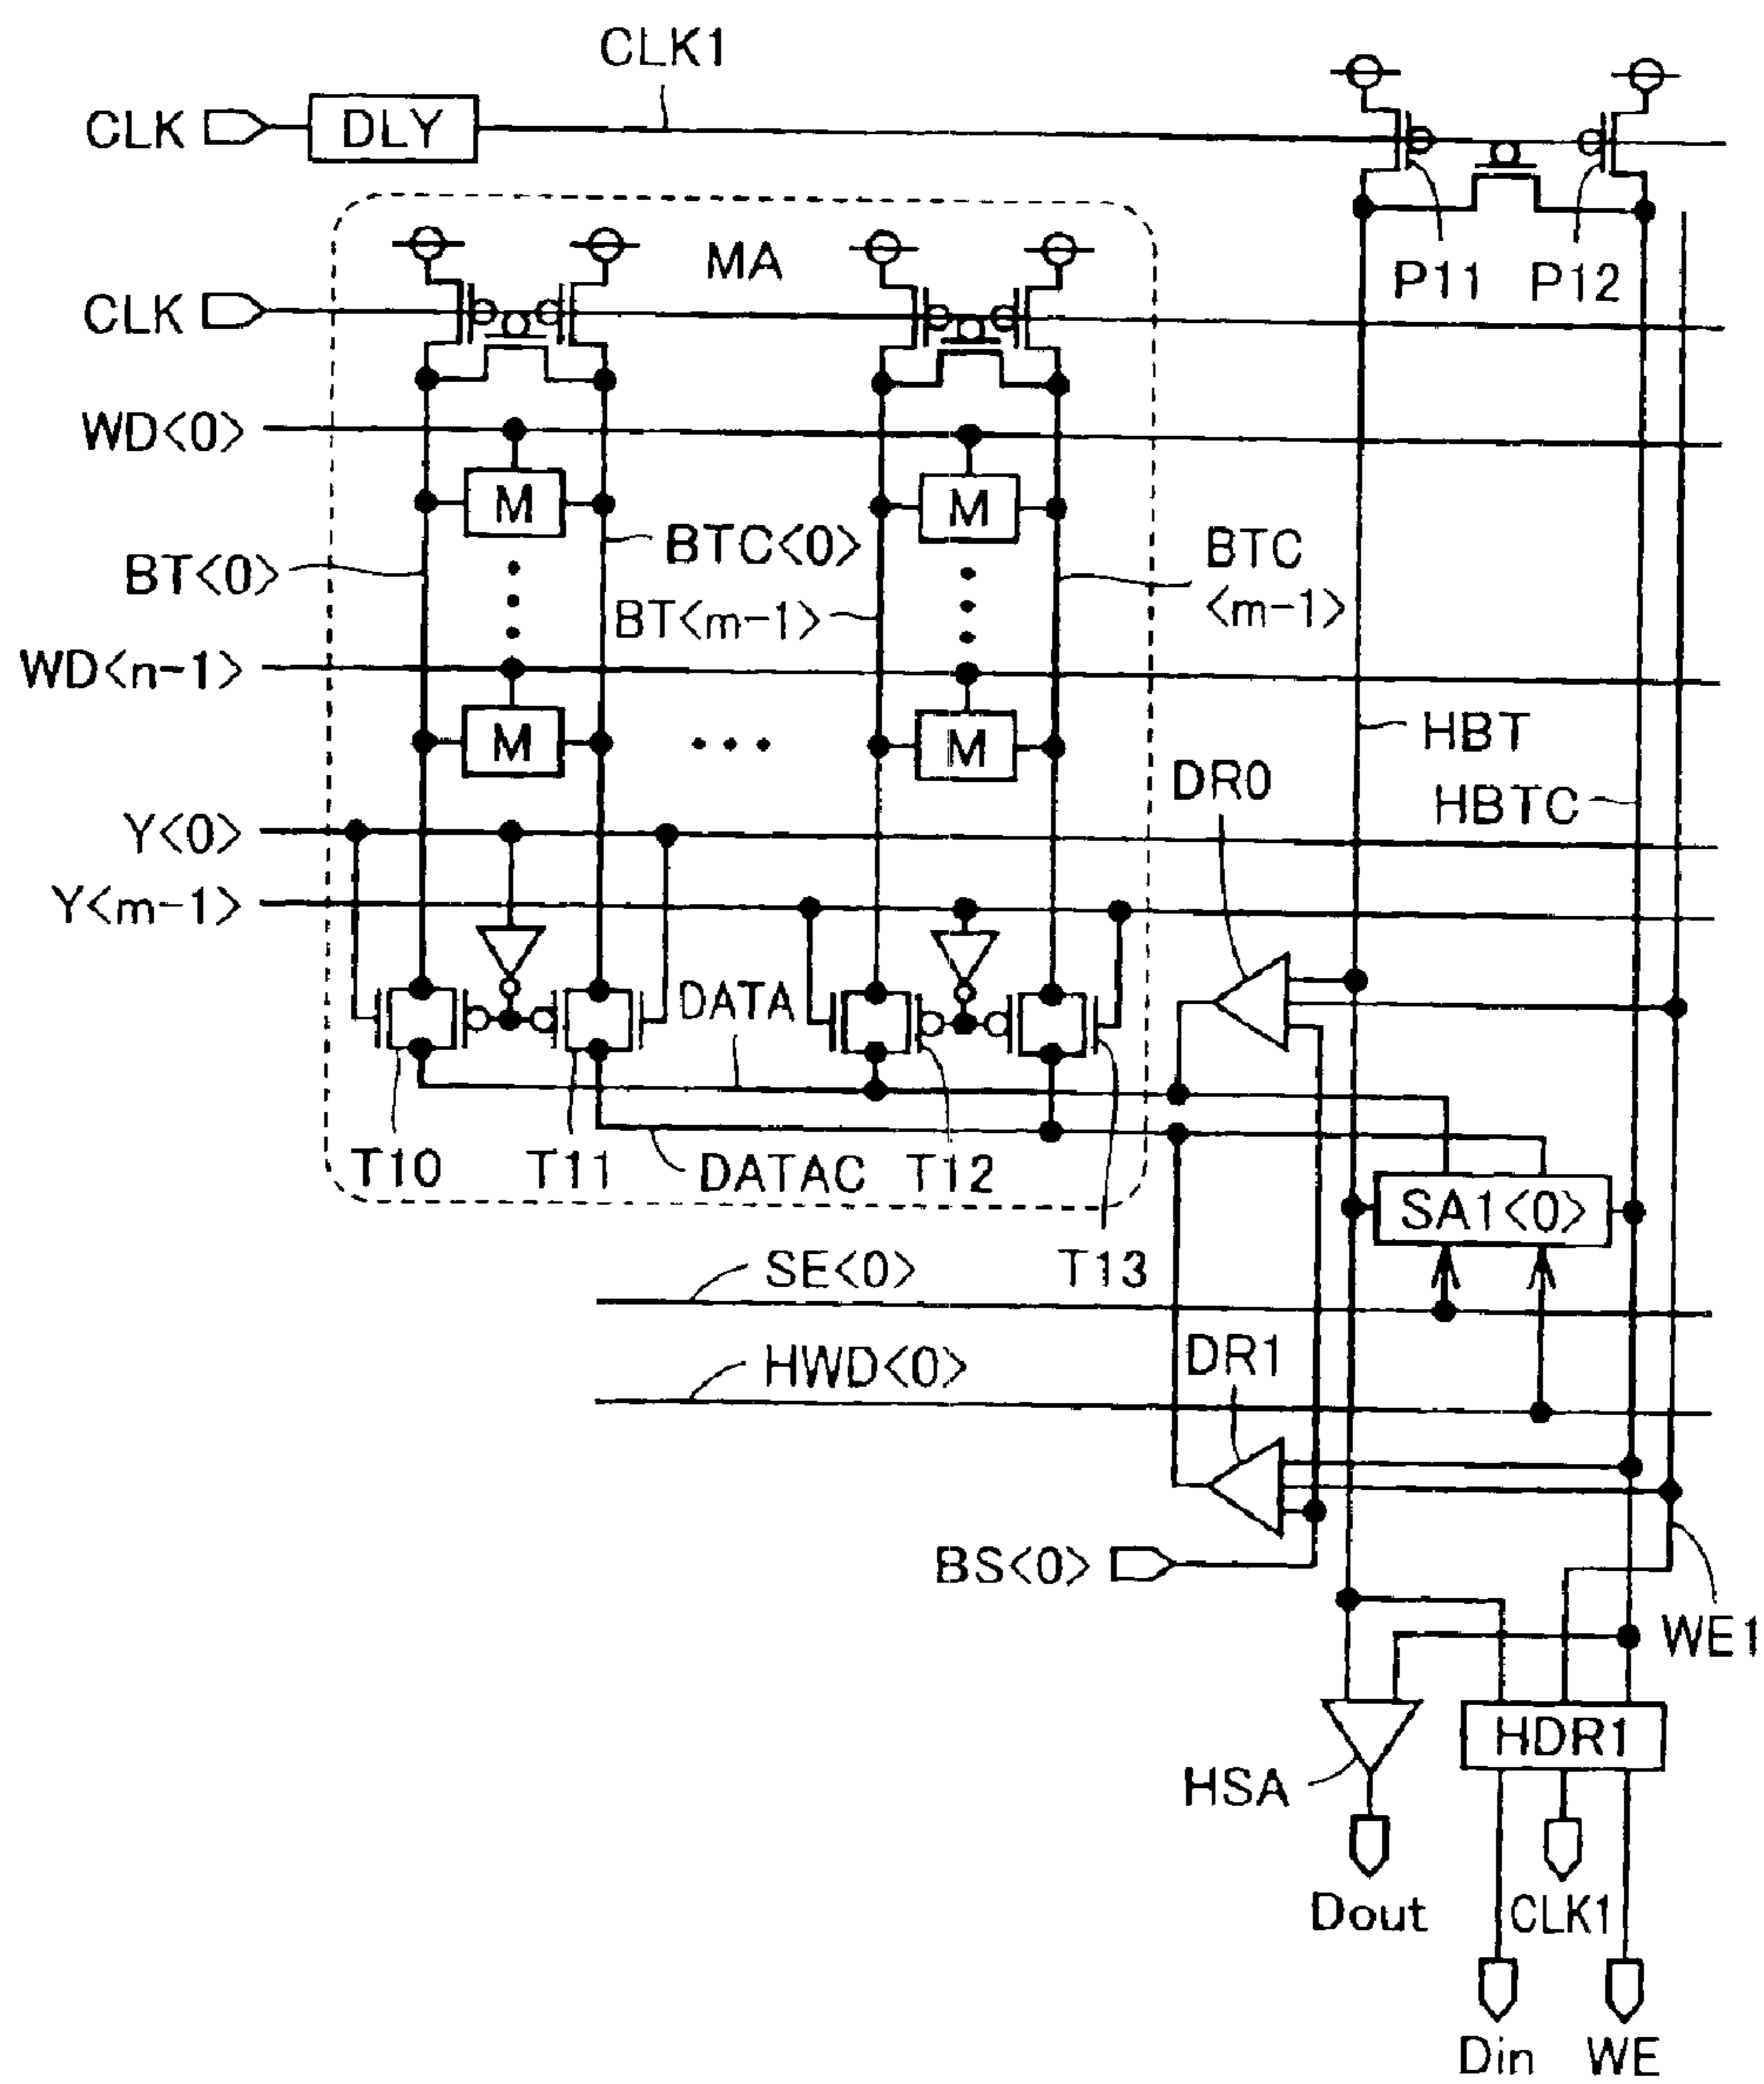 CLK1
CLK
DLY
P11
P12
MA
CLK
WD<0>
M
M
BTC<0>
BTC
<m-1>
BT<0>
BT<m-1>
WD<n-1>
M
...
M
HBT
DR0
HBTC
Y<0>
Y<m-1>
DATA
T10
T11
DATAC
T12
SA1<0>
SE<0>
T13
HWD<0>
DR1
BS<0>
WE1
HDR1
HSA
Dout
CLK1
Din
WE